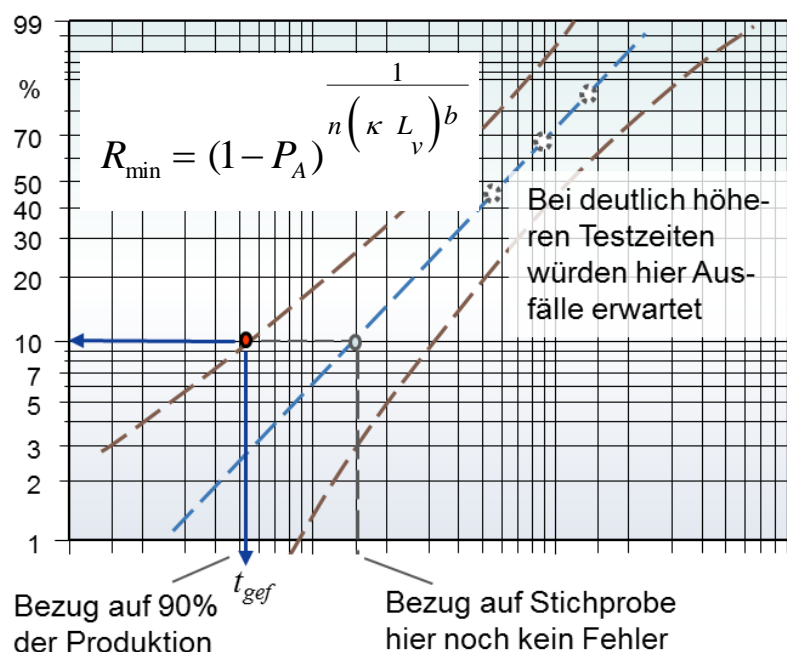 99
%
70
50
40
30
20
10
7
5
3
2
1
R_min = (1 − P_A)^(1 / (n(κ L_v)^b))
Bei deutlich höhe-
ren Testzeiten
würden hier Aus-
fälle erwartet
t_gef
Bezug auf 90%
der Produktion
Bezug auf Stichprobe
hier noch kein Fehler